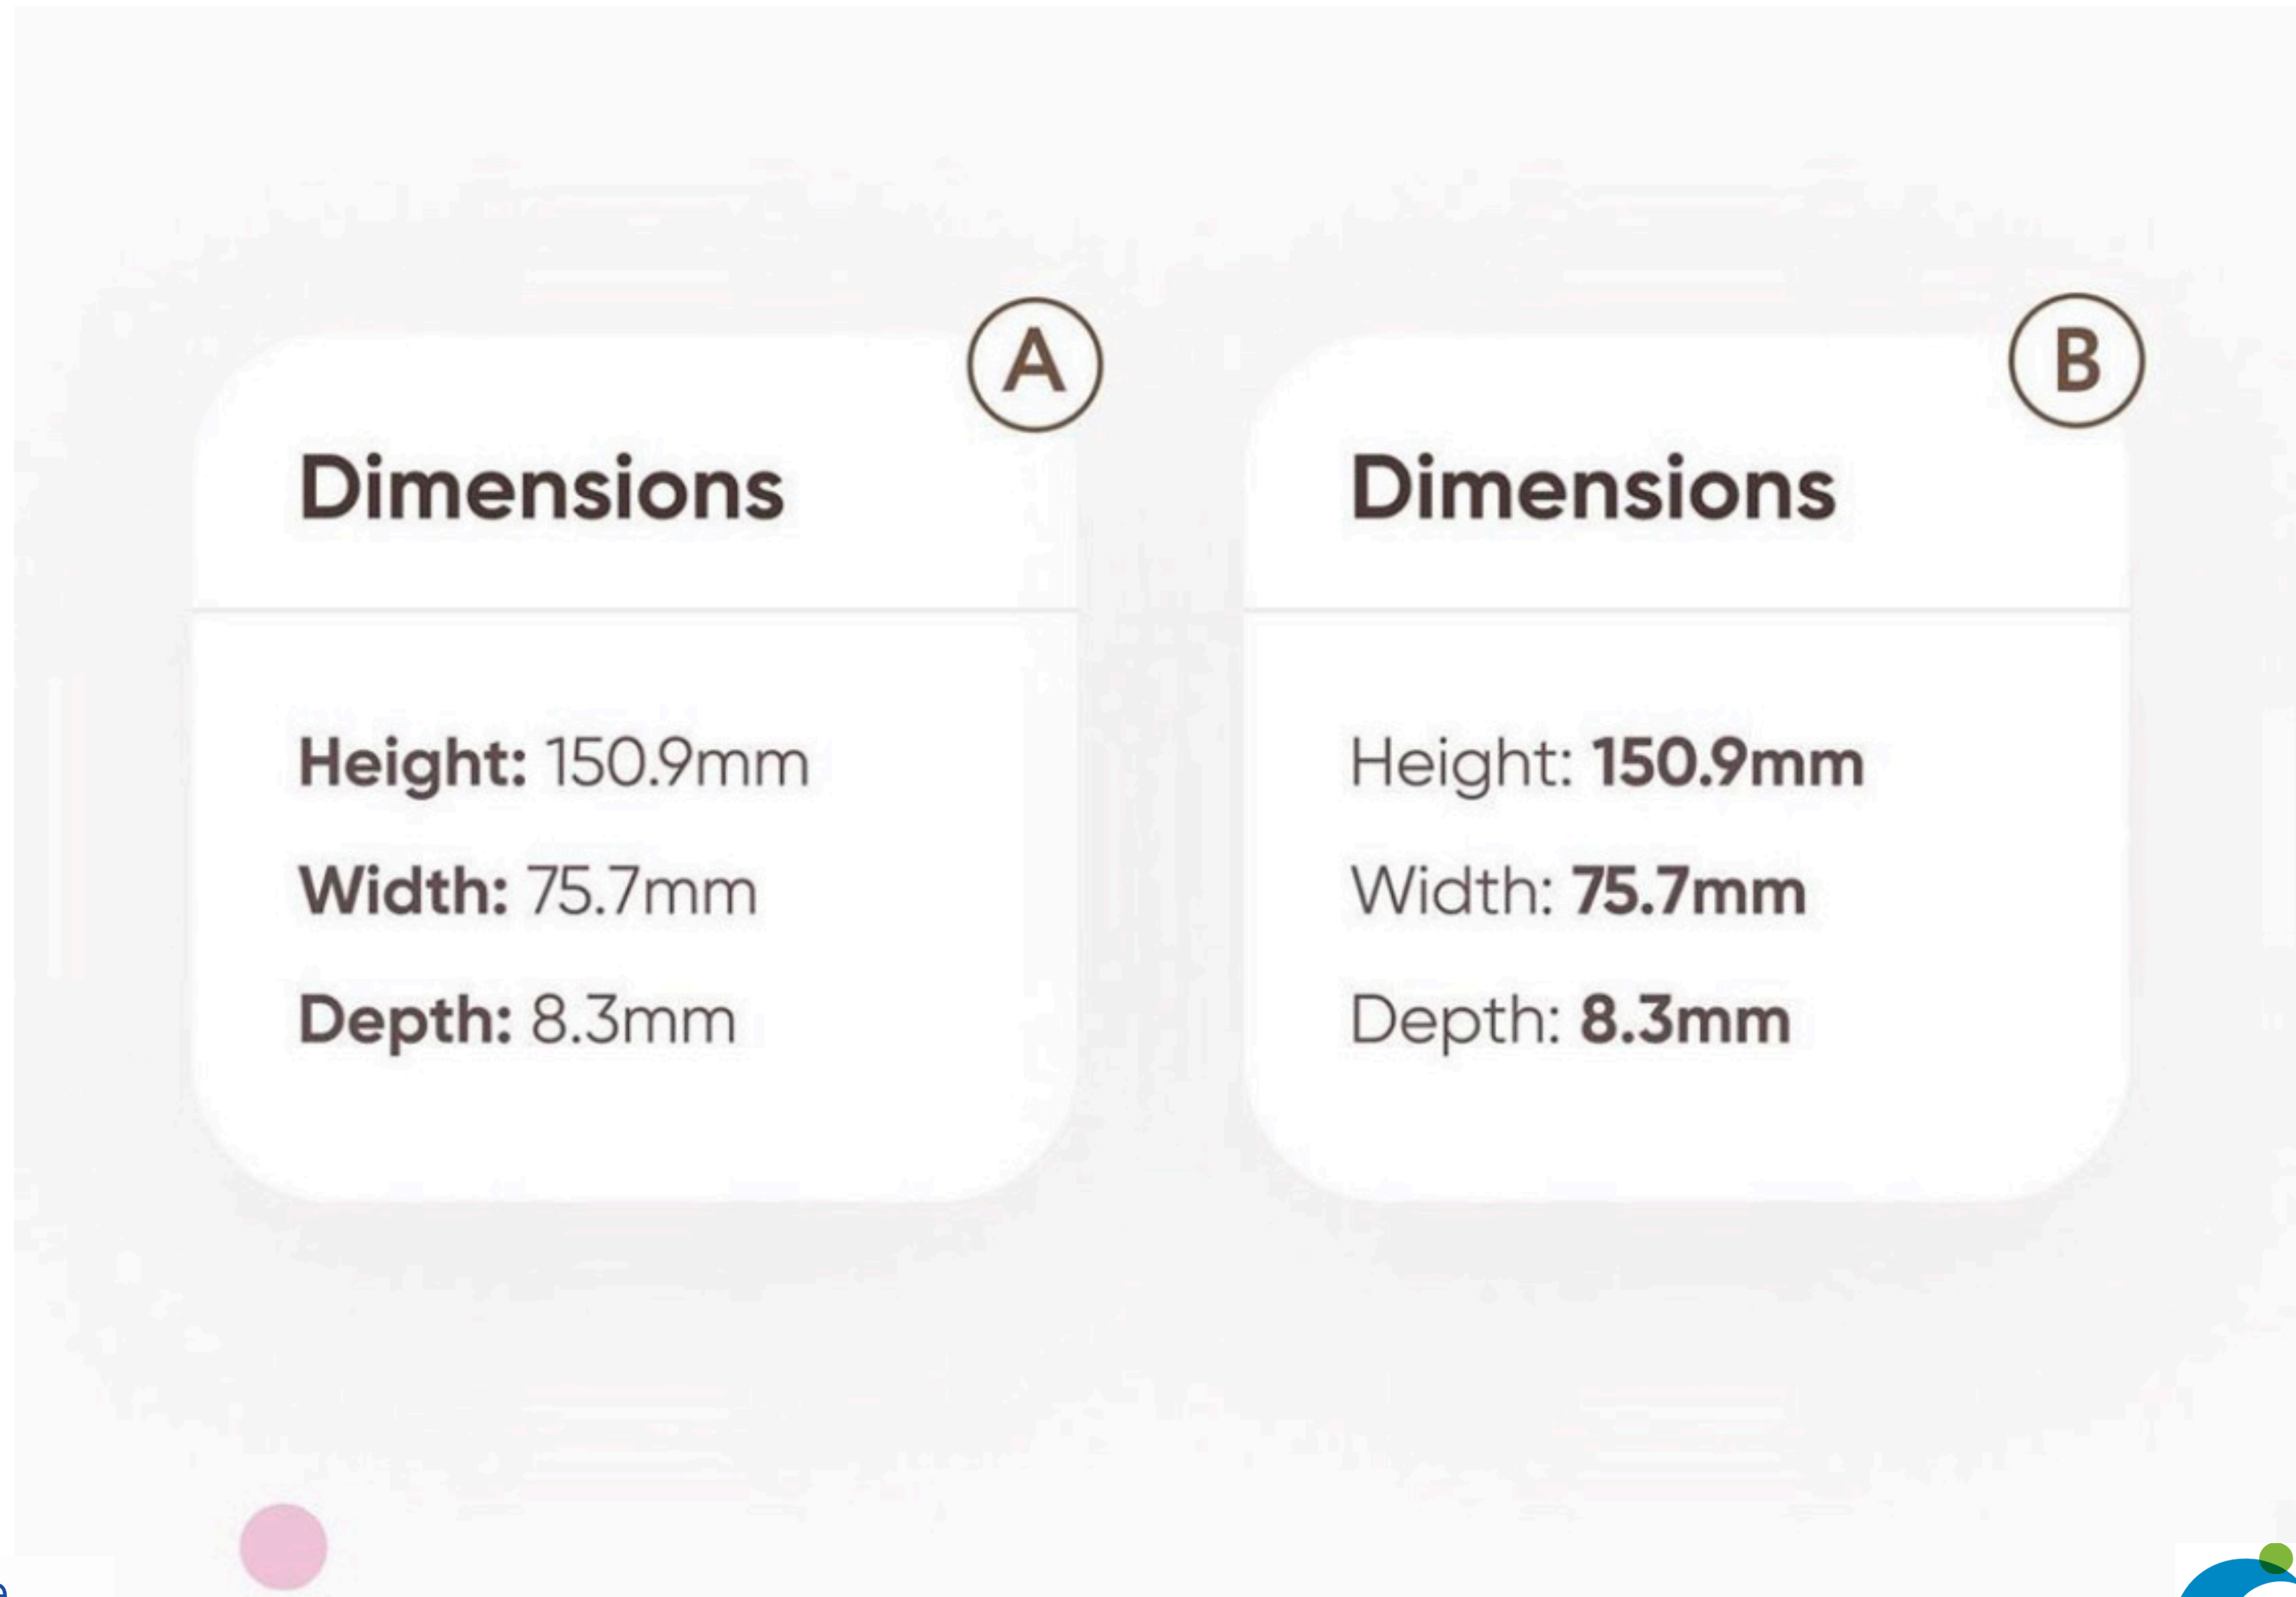 A
Dimensions
Height: 150.9mm
Width: 75.7mm
Depth: 8.3mm
B
Dimensions
Height: 150.9mm
Width: 75.7mm
Depth: 8.3mm